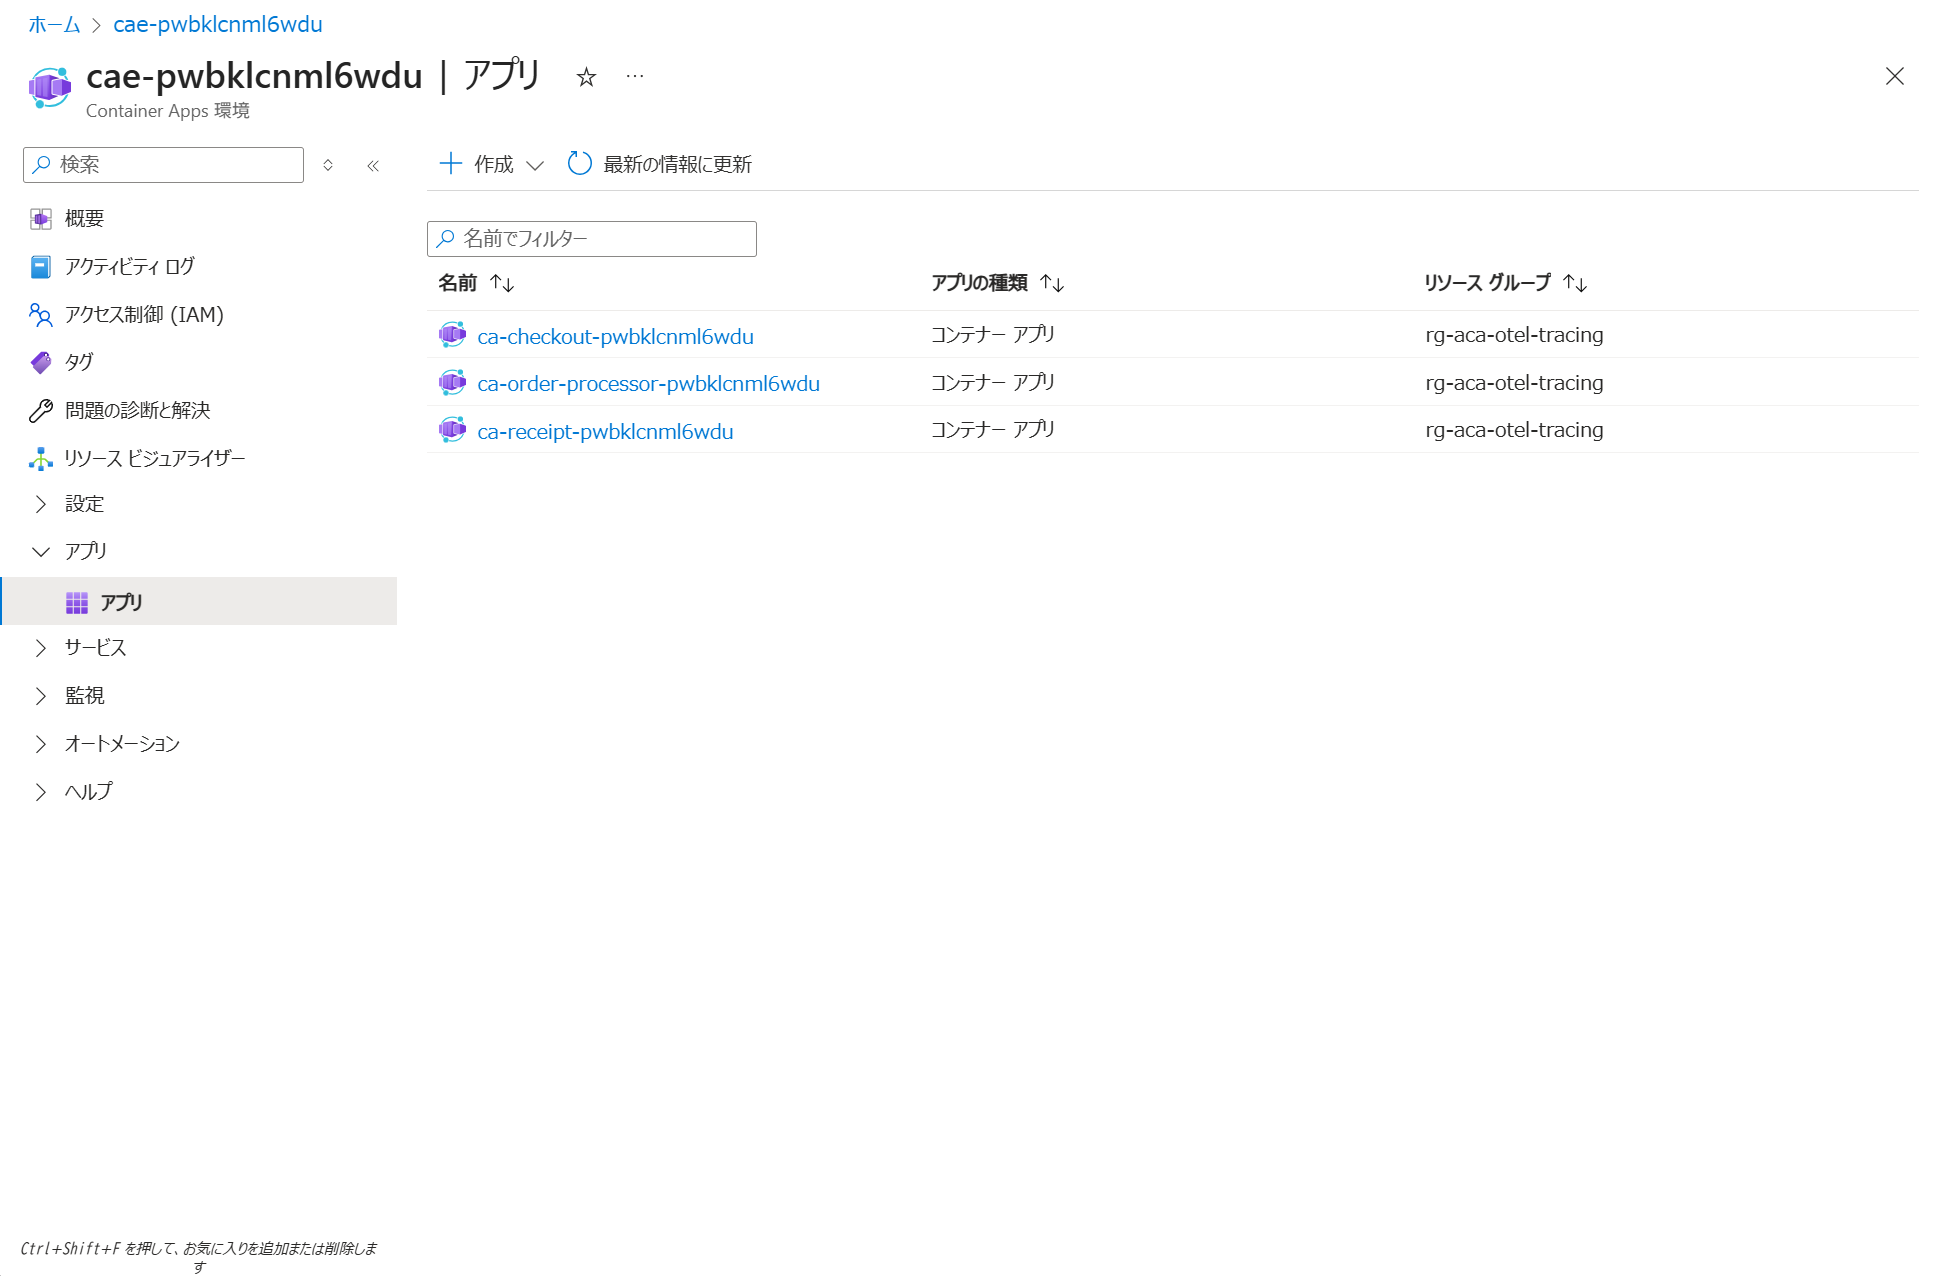 ホーム > cae-pwbklcnml6wdu
cae-pwbklcnml6wdu | アプリ
Container Apps 環境
検索
作成
最新の情報に更新
概要
アクティビティ ログ
アクセス制御 (IAM)
タグ
問題の診断と解決
リソース ビジュアライザー
設定
アプリ
アプリ
サービス
監視
オートメーション
ヘルプ
名前でフィルター
名前 ↑↓ アプリの種類 ↑↓ リソース グループ ↑↓
ca-checkout-pwbklcnml6wdu コンテナー アプリ rg-aca-otel-tracing
ca-order-processor-pwbklcnml6wdu コンテナー アプリ rg-aca-otel-tracing
ca-receipt-pwbklcnml6wdu コンテナー アプリ rg-aca-otel-tracing
Ctrl+Shift+F を押して、お気に入りを追加または削除しま
す